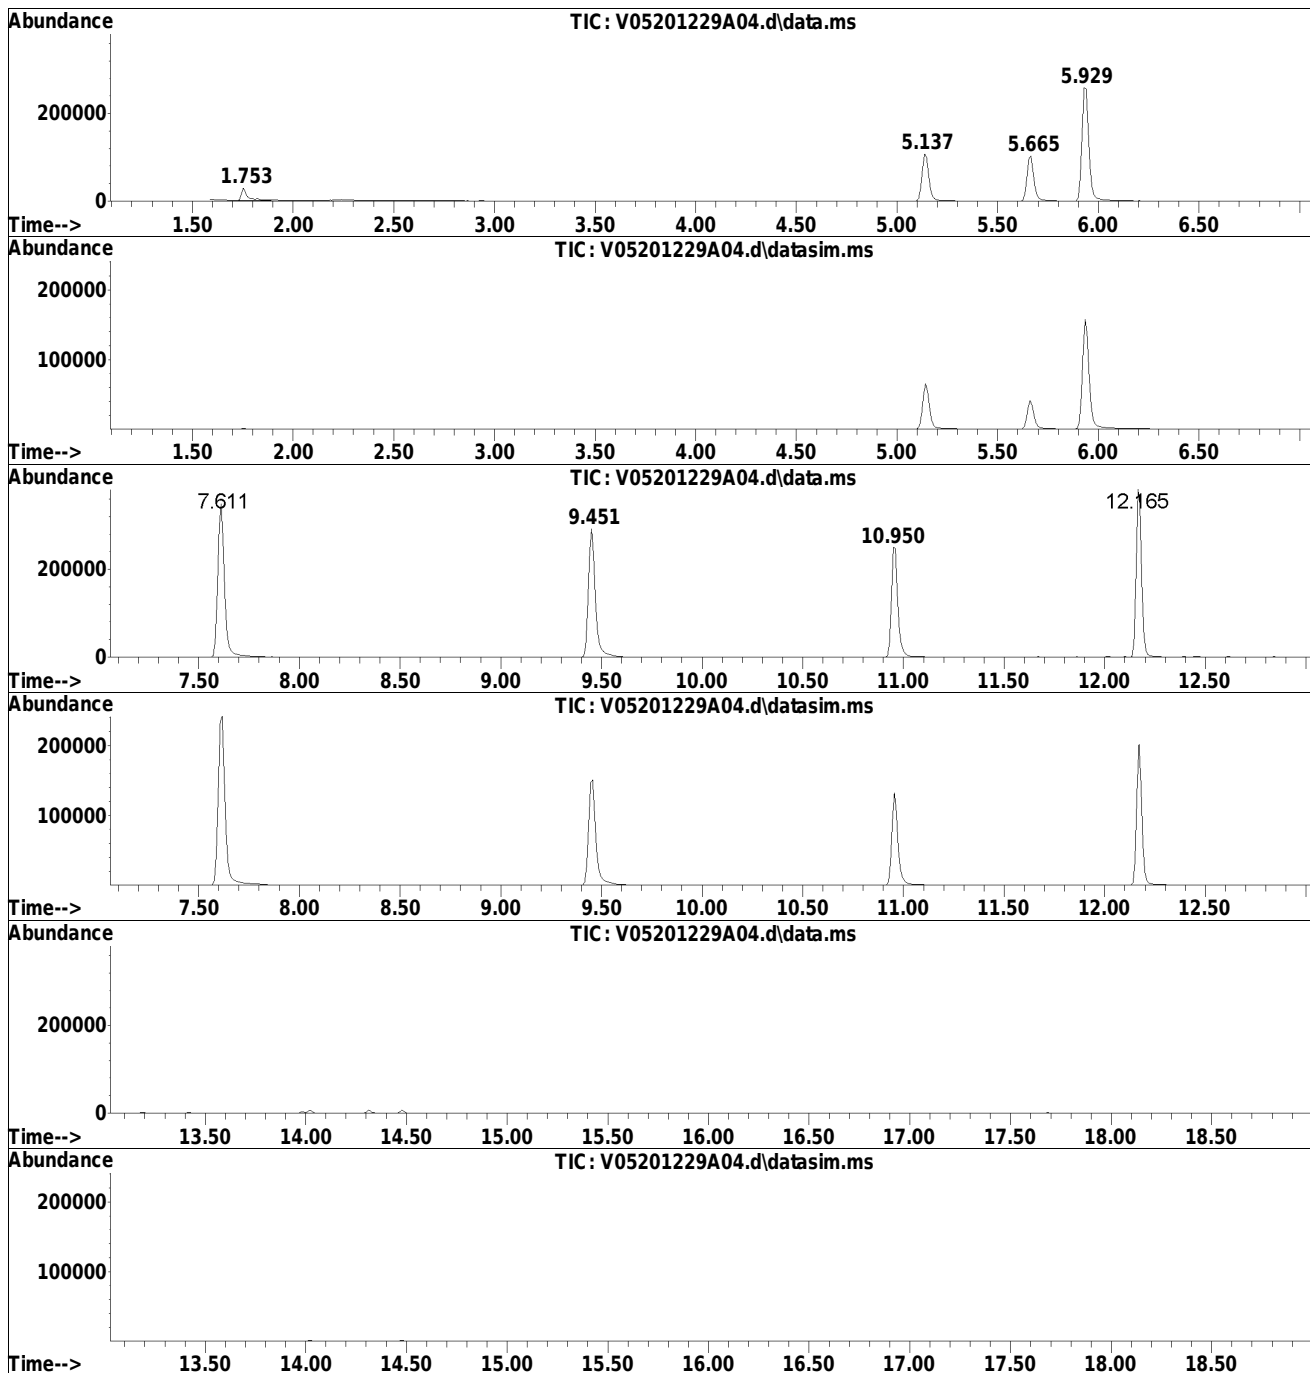 Abundance TIC: V05201229A04.d\data.ms
5.929
200000
5.137
5.665
1.753
0
Time--> 1.50 2.00 2.50 3.00 3.50 4.00 4.50 5.00 5.50 6.00 6.50
Abundance TIC: V05201229A04.d\datasim.ms
200000
100000
Time--> 1.50 2.00 2.50 3.00 3.50 4.00 4.50 5.00 5.50 6.00 6.50
Abundance TIC: V05201229A04.d\data.ms
7.611 12.165
9.451
10.950
200000
0
Time--> 7.50 8.00 8.50 9.00 9.50 10.00 10.50 11.00 11.50 12.00 12.50
Abundance TIC: V05201229A04.d\datasim.ms
200000
100000
Time--> 7.50 8.00 8.50 9.00 9.50 10.00 10.50 11.00 11.50 12.00 12.50
Abundance TIC: V05201229A04.d\data.ms
200000
0
Time--> 13.50 14.00 14.50 15.00 15.50 16.00 16.50 17.00 17.50 18.00 18.50
Abundance TIC: V05201229A04.d\datasim.ms
200000
100000
Time--> 13.50 14.00 14.50 15.00 15.50 16.00 16.50 17.00 17.50 18.00 18.50